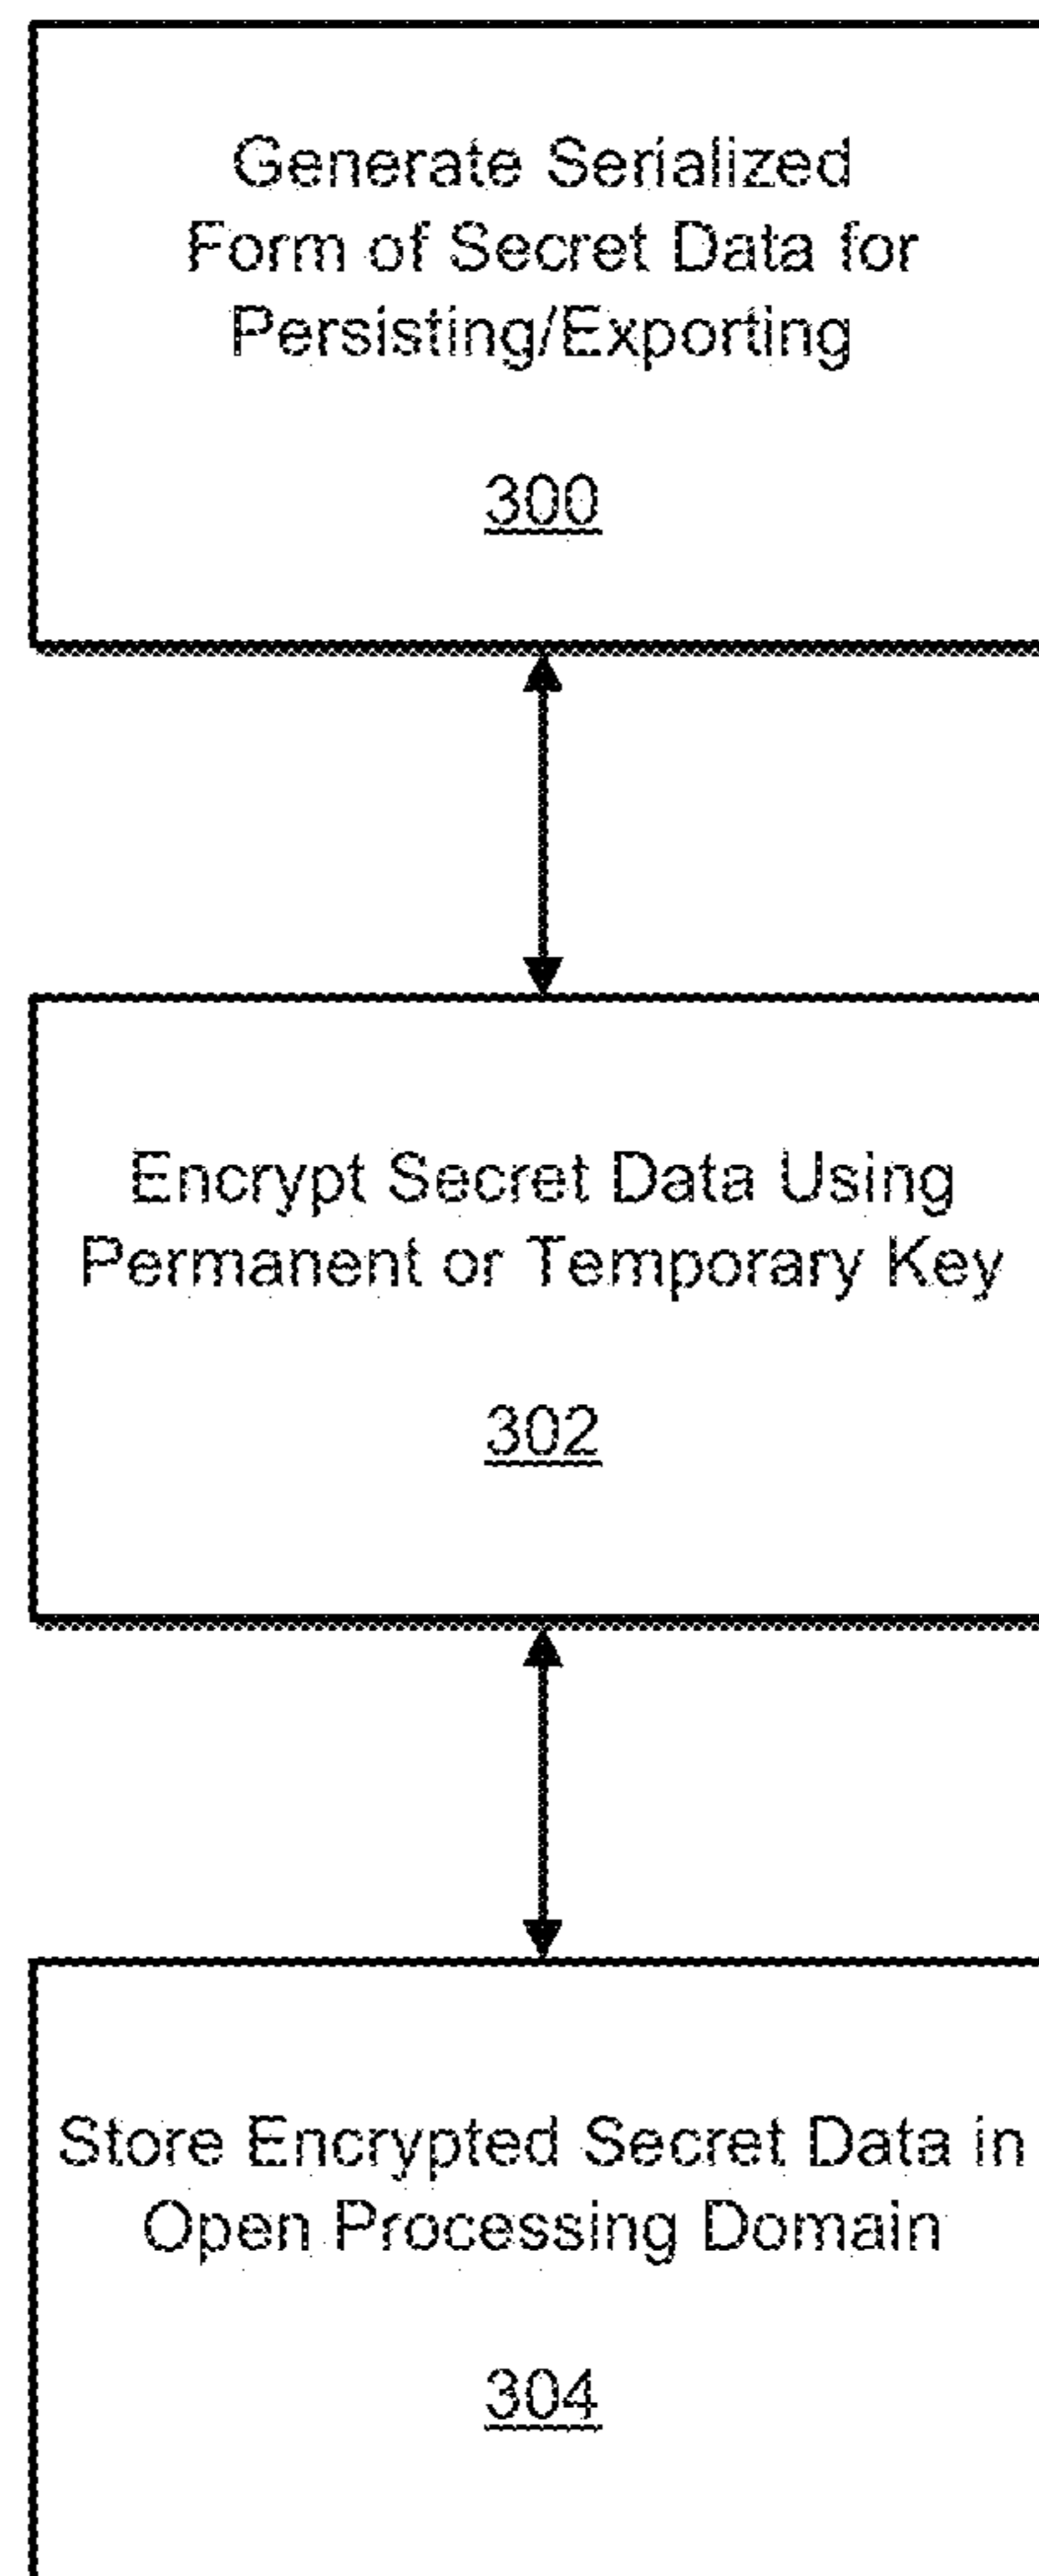 Generate Serialized
Form of Secret Data for
Persisting/Exporting
300
Encrypt Secret Data Using
Permanent or Temporary Key
302
Store Encrypted Secret Data in
Open Processing Domain
304